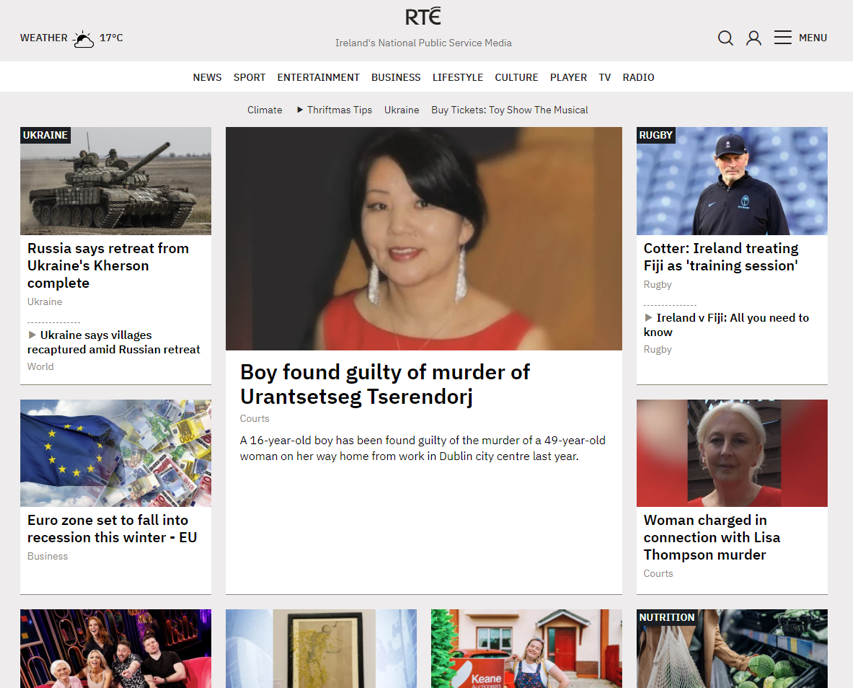 RTÉ
WEATHER 17°C
Ireland's National Public Service Media
MENU
NEWS SPORT ENTERTAINMENT BUSINESS LIFESTYLE CULTURE PLAYER TV RADIO
Climate Thriftmas Tips Ukraine Buy Tickets: Toy Show The Musical
UKRAINE
Russia says retreat from
Ukraine's Kherson
complete
Ukraine
Ukraine says villages
recaptured amid Russian retreat
World
Euro zone set to fall into
recession this winter - EU
Business
Boy found guilty of murder of
Urantsetseg Tserendorj
Courts
A 16-year-old boy has been found guilty of the murder of a 49-year-old
woman on her way home from work in Dublin city centre last year.
RUGBY
Cotter: Ireland treating
Fiji as 'training session'
Rugby
Ireland v Fiji: All you need to
know
Rugby
Woman charged in
connection with Lisa
Thompson murder
Courts
Keane
Auctioneers
NUTRITION